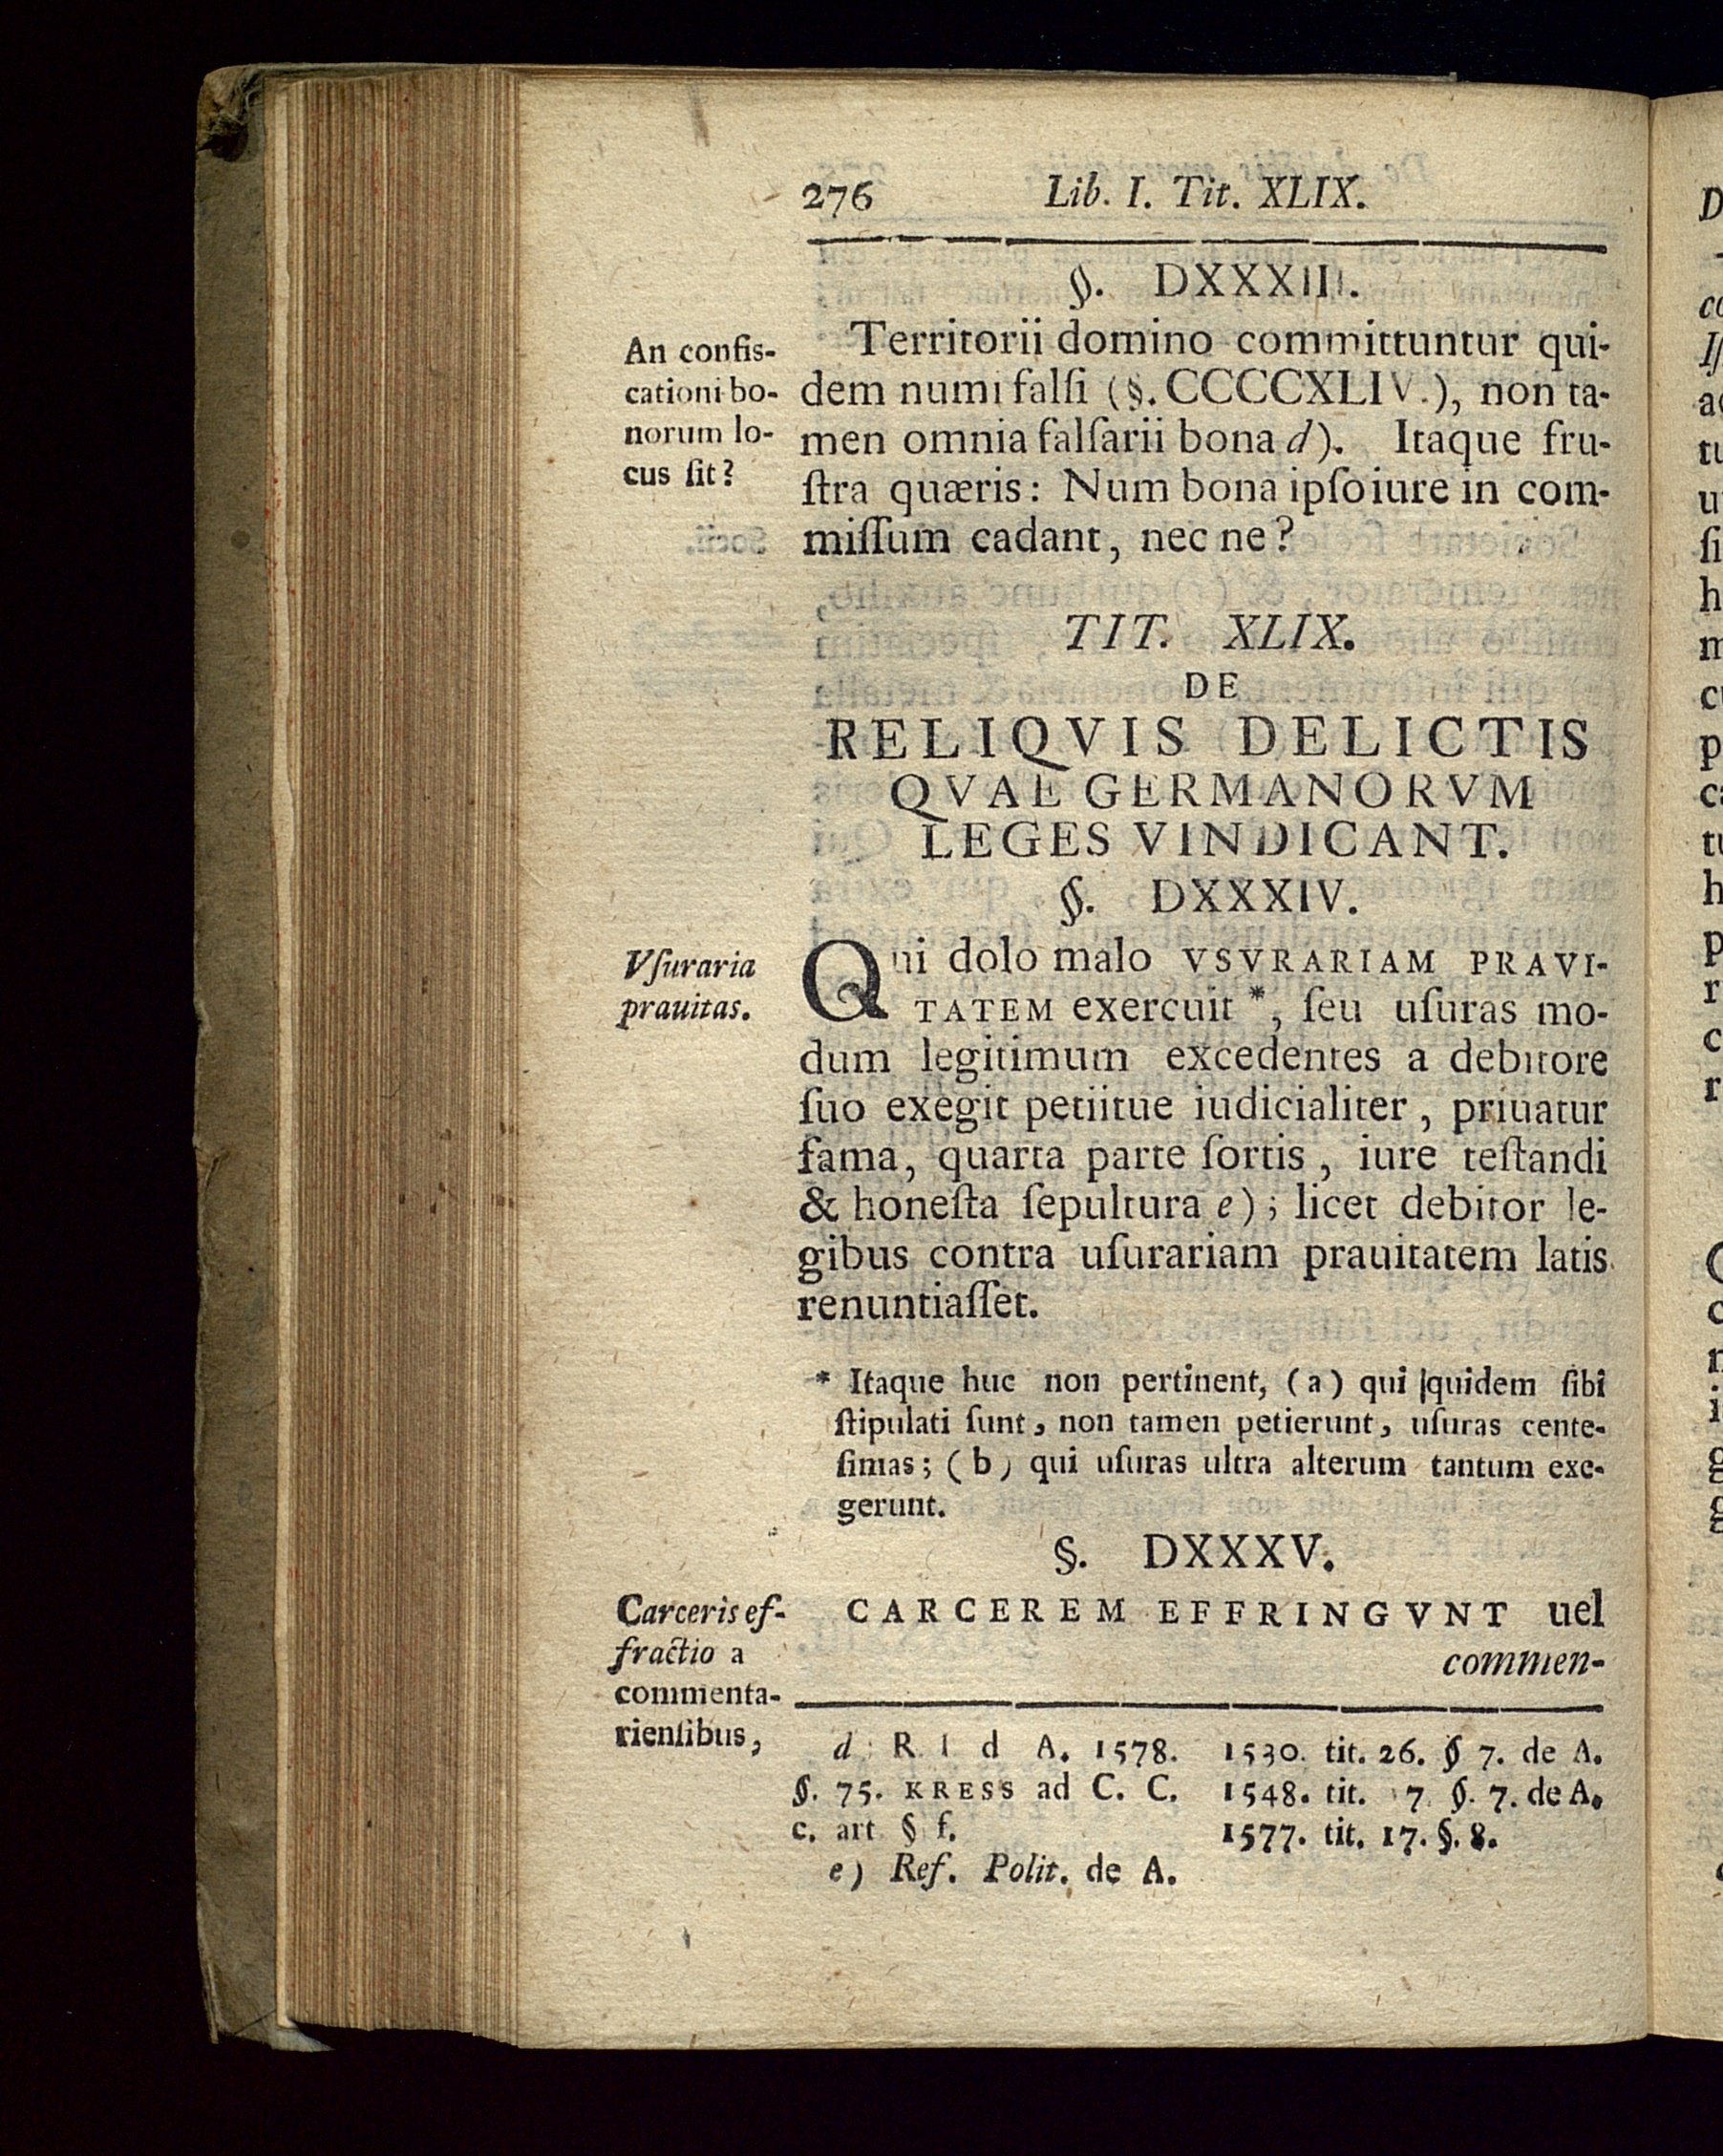 276 Lib. I. Tit. XLIX.
§. DXXXIII.
An confis-
cationi bo-
norum lo-
cus ſit?
Territorii domino committuntur qui-
dem numi falſi (§. CCCCXLIV.), non ta-
men omnia falſarii bona d). Itaque fru-
ſtra quæris: Num bona ipſo iure in com-
miſſum cadant, nec ne?
TIT. XLIX.
DE
RELIQVIS DELICTIS
QVAE GERMANORVM
LEGES VINDICANT.
§. DXXXIV.
Vſuraria
prauitas.
Qui dolo malo VSVRARIAM PRAVI-
TATEM exercuit *, ſeu uſuras mo-
dum legitimum excedentes a debitore
ſuo exegit petiitue iudicialiter, priuatur
fama, quarta parte ſortis, iure teſtandi
& honeſta ſepultura e); licet debitor le-
gibus contra uſurariam prauitatem latis
renuntiaſſet.
* Itaque huc non pertinent, (a) qui quidem ſibi
ſtipulati ſunt, non tamen petierunt, uſuras cente-
ſimas; (b) qui uſuras ultra alterum tantum exe-
gerunt.
§. DXXXV.
Carceris ef-
fractio a
commenta-
rienſibus,
CARCEREM EFFRINGVNT uel
commen-
d R. I d A. 1578.
§. 75. KRESS ad C. C.
c. art § f.
e) Ref. Polit. de A.
1530. tit. 26. § 7. de A.
1548. tit. 7 §. 7. de A.
1577. tit. 17. §. 8.